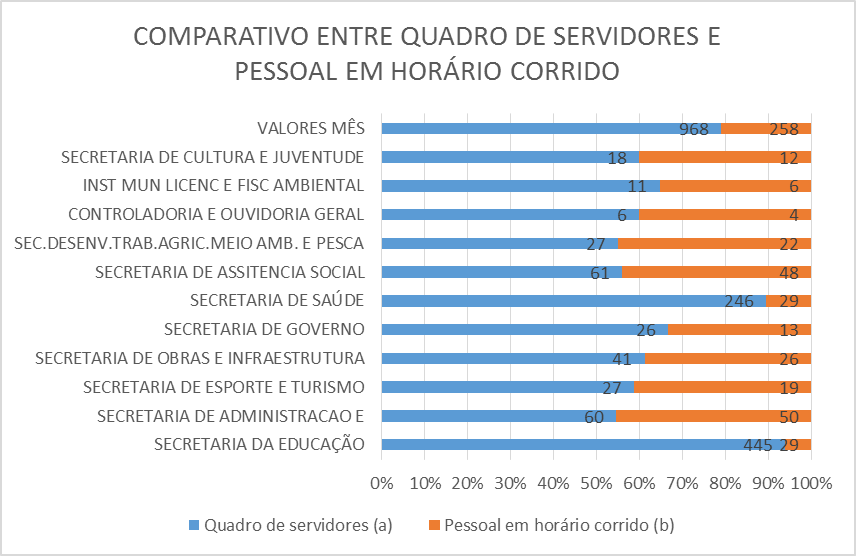 COMPARATIVO ENTRE QUADRO DE SERVIDORES E
PESSOAL EM HORÁRIO CORRIDO
VALORES MÊS 968 258
SECRETARIA DE CULTURA E JUVENTUDE 18 12
INST MUN LICENC E FISC AMBIENTAL 11 6
CONTROLADORIA E OUVIDORIA GERAL 6 4
SEC.DESENV.TRAB.AGRIC.MEIO AMB. E PESCA 27 22
SECRETARIA DE ASSITENCIA SOCIAL 61 48
SECRETARIA DE SAÚDE 246 29
SECRETARIA DE GOVERNO 26 13
SECRETARIA DE OBRAS E INFRAESTRUTURA 41 26
SECRETARIA DE ESPORTE E TURISMO 27 19
SECRETARIA DE ADMINISTRACAO E 60 50
SECRETARIA DA EDUCAÇÃO 445 29
0% 10% 20% 30% 40% 50% 60% 70% 80% 90% 100%
Quadro de servidores (a) Pessoal em horário corrido (b)